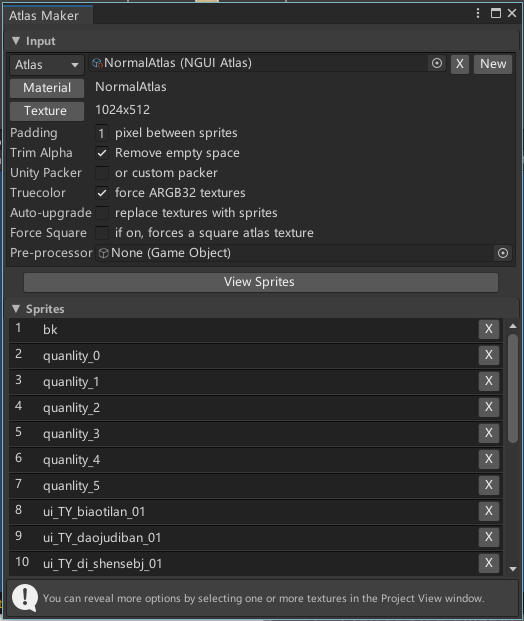 Atlas Maker
▼ Input
Atlas NormalAtlas (NGUI Atlas) X New
Material NormalAtlas
Texture 1024x512
Padding 1 pixel between sprites
Trim Alpha Remove empty space
Unity Packer or custom packer
Truecolor force ARGB32 textures
Auto-upgrade replace textures with sprites
Force Square if on, forces a square atlas texture
Pre-processor None (Game Object)
View Sprites
▼ Sprites
1 bk X
2 quanlity_0 X
3 quanlity_1 X
4 quanlity_2 X
5 quanlity_3 X
6 quanlity_4 X
7 quanlity_5 X
8 ui_TY_biaotilan_01 X
9 ui_TY_daojudiban_01 X
10 ui_TY_di_shensebj_01 X
You can reveal more options by selecting one or more textures in the Project View window.